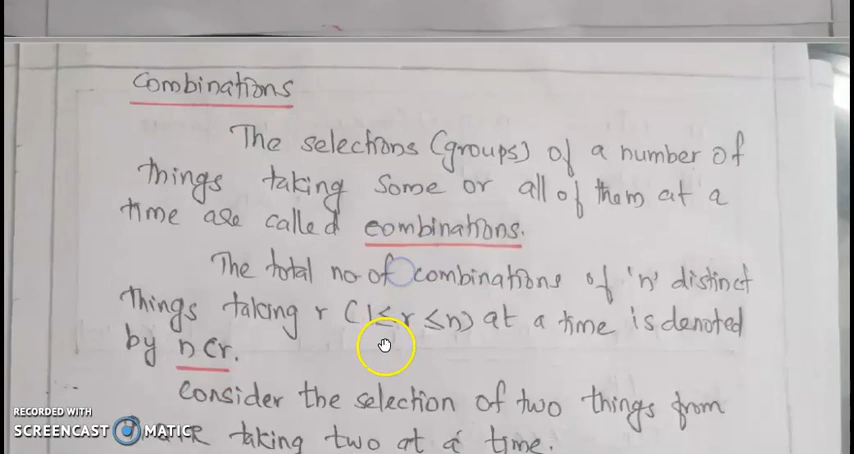 Combinations
The selections (groups) of a number of
things taking some or all of them at a
time are called combinations.
The total no of combinations of 'n' distinct
things taking r (1≤ r ≤n) at a time is denoted
by nCr.
Consider the selection of two things from
taking two at a time.
RECORDED WITH
SCREENCAST MATIC